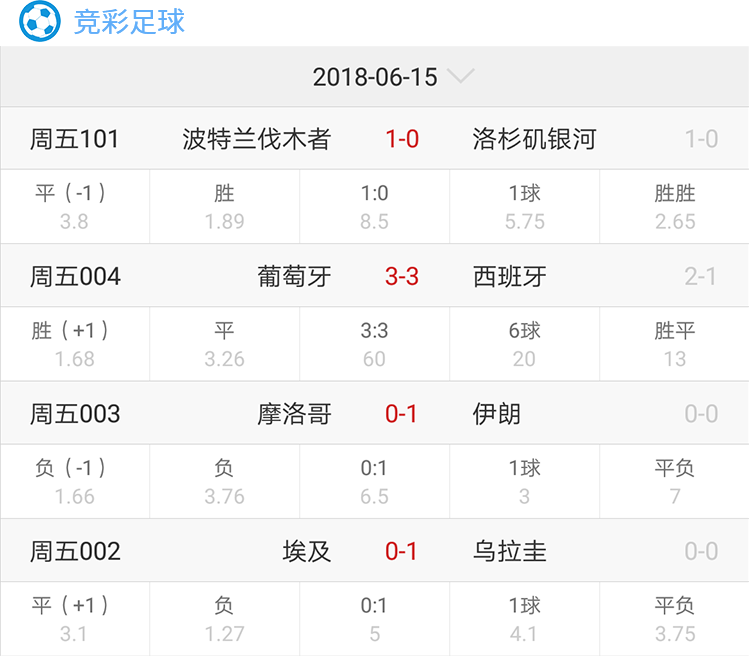 竞彩足球
2018-06-15
周五101 波特兰伐木者 1-0 洛杉矶银河 1-0
平（-1） 胜 1:0 1球 胜胜
3.8 1.89 8.5 5.75 2.65
周五004 葡萄牙 3-3 西班牙 2-1
胜（+1） 平 3:3 6球 胜平
1.68 3.26 60 20 13
周五003 摩洛哥 0-1 伊朗 0-0
负（-1） 负 0:1 1球 平负
1.66 3.76 6.5 3 7
周五002 埃及 0-1 乌拉圭 0-0
平（+1） 负 0:1 1球 平负
3.1 1.27 5 4.1 3.75